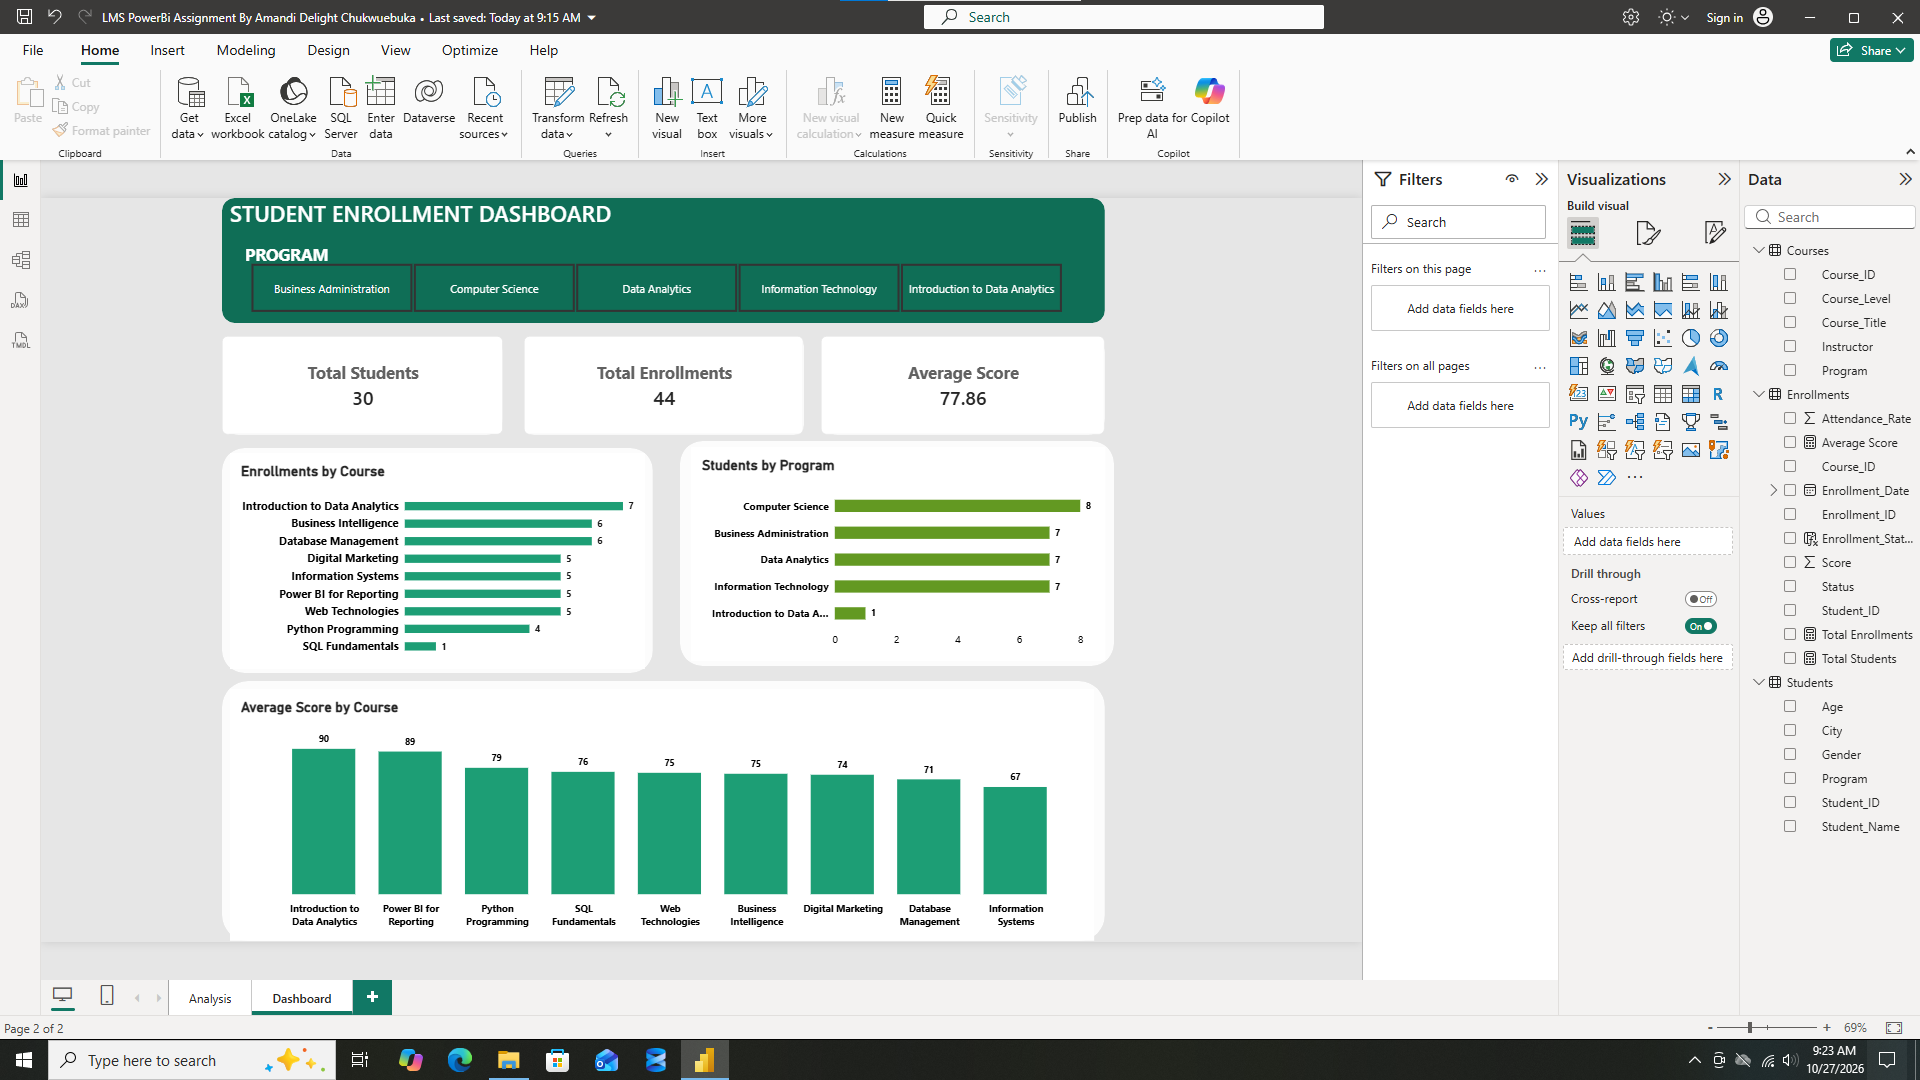 LMS PowerBi Assignment By Amandi Delight Chukwuebuka • Last saved: Today at 9:15 AM
Search
Sign in
File
Home
Insert
Modeling
Design
View
Optimize
Help
Share
Paste
Cut
Copy
Format painter
Clipboard
Get data
Excel workbook
OneLake catalog
SQL Server
Enter data
Dataverse
Recent sources
Data
Transform data
Refresh
Queries
New visual
Text box
More visuals
Insert
New visual calculation
New measure
Quick measure
Calculations
Sensitivity
Sensitivity
Publish
Share
Prep data for AI
Copilot
Copilot
DAX
TMDL
STUDENT ENROLLMENT DASHBOARD
PROGRAM
Business Administration
Computer Science
Data Analytics
Information Technology
Introduction to Data Analytics
Total Students
30
Total Enrollments
44
Average Score
77.86
Enrollments by Course
Introduction to Data Analytics 7
Business Intelligence 6
Database Management 6
Digital Marketing 5
Information Systems 5
Power BI for Reporting 5
Web Technologies 5
Python Programming 4
SQL Fundamentals 1
Students by Program
Computer Science 8
Business Administration 7
Data Analytics 7
Information Technology 7
Introduction to Data A... 1
0 2 4 6 8
Average Score by Course
90 89 79 76 75 75 74 71 67
Introduction to Data Analytics
Power BI for Reporting
Python Programming
SQL Fundamentals
Web Technologies
Business Intelligence
Digital Marketing
Database Management
Information Systems
Filters
Search
Filters on this page ...
Add data fields here
Filters on all pages ...
Add data fields here
Visualizations
Build visual
123
R
Py
...
Values
Add data fields here
Drill through
Cross-report Off
Keep all filters On
Add drill-through fields here
Data
Search
Courses
Course_ID
Course_Level
Course_Title
Instructor
Program
Enrollments
Attendance_Rate
Average Score
Course_ID
Enrollment_Date
Enrollment_ID
Enrollment_Stat...
Score
Status
Student_ID
Total Enrollments
Total Students
Students
Age
City
Gender
Program
Student_ID
Student_Name
Analysis
Dashboard
+
Page 2 of 2
- + 69%
Type here to search
9:23 AM
10/27/2026